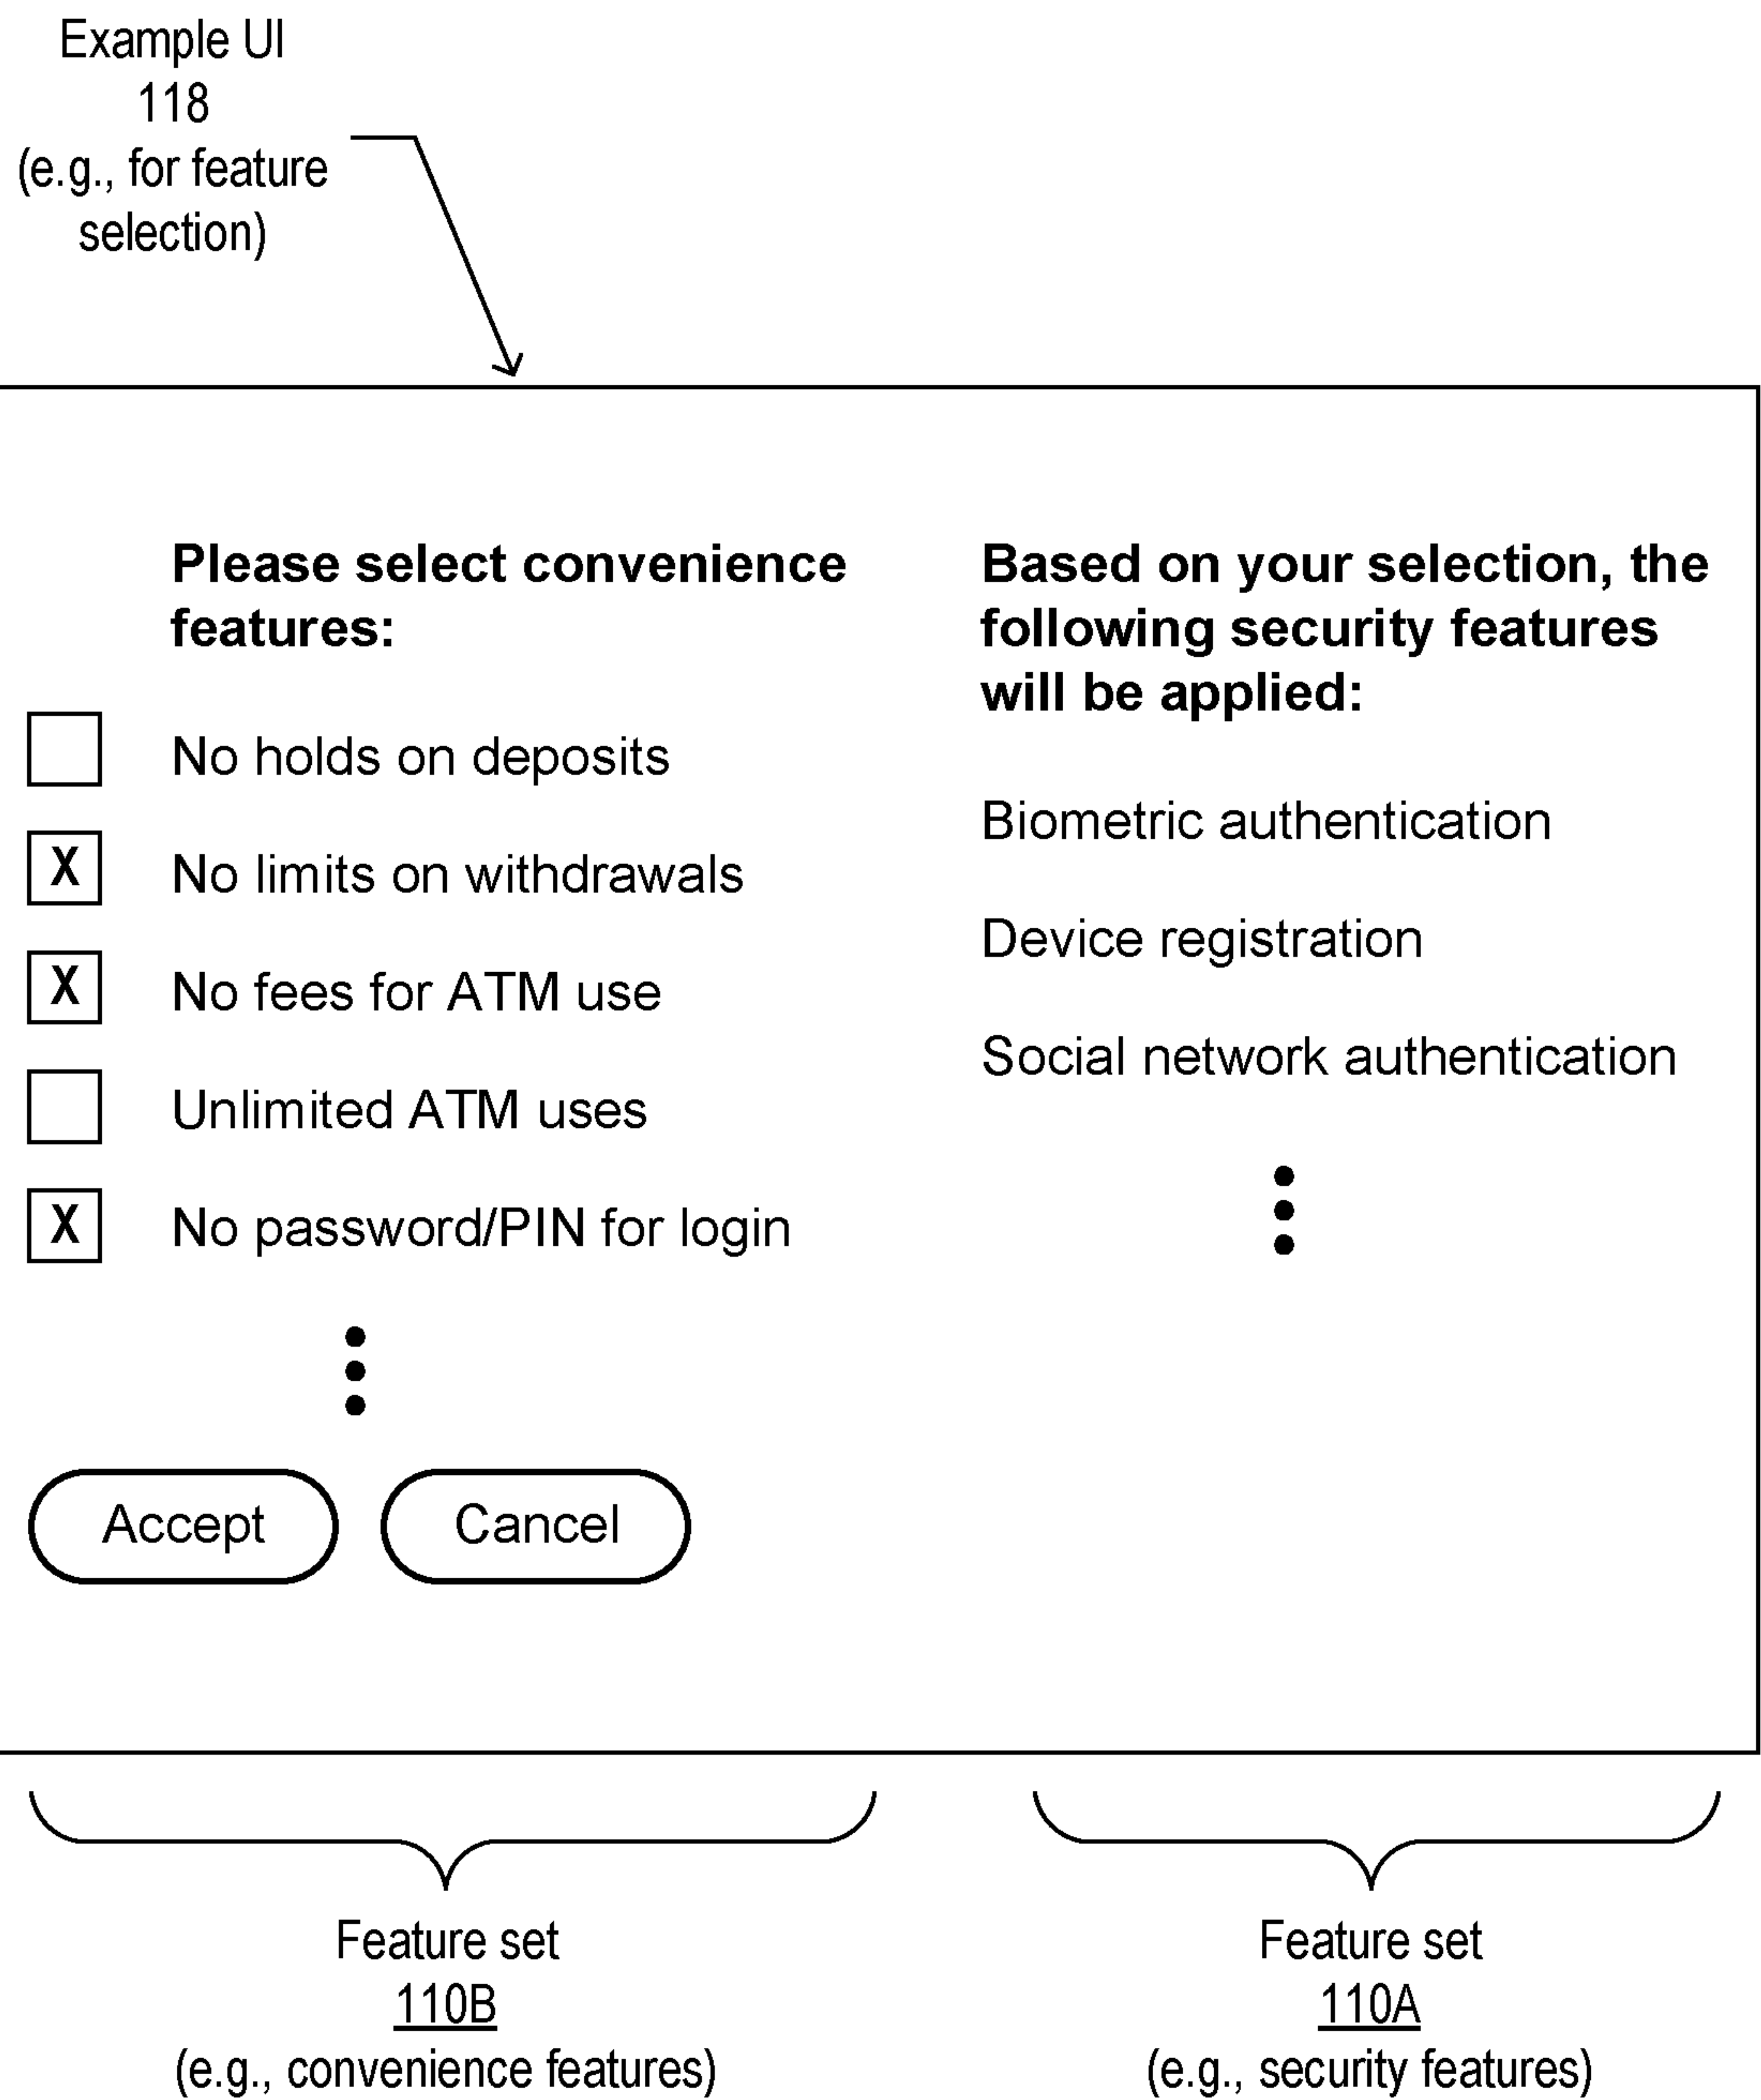 Example UI
118
(e.g., for feature
selection)
Please select convenience
features:
X
X
X
No holds on deposits
No limits on withdrawals
No fees for ATM use
Unlimited ATM uses
No password/PIN for login
Accept
Cancel
Based on your selection, the
following security features
will be applied:
Biometric authentication
Device registration
Social network authentication
Feature set
110B
(e.g., convenience features)
Feature set
110A
(e.g., security features)